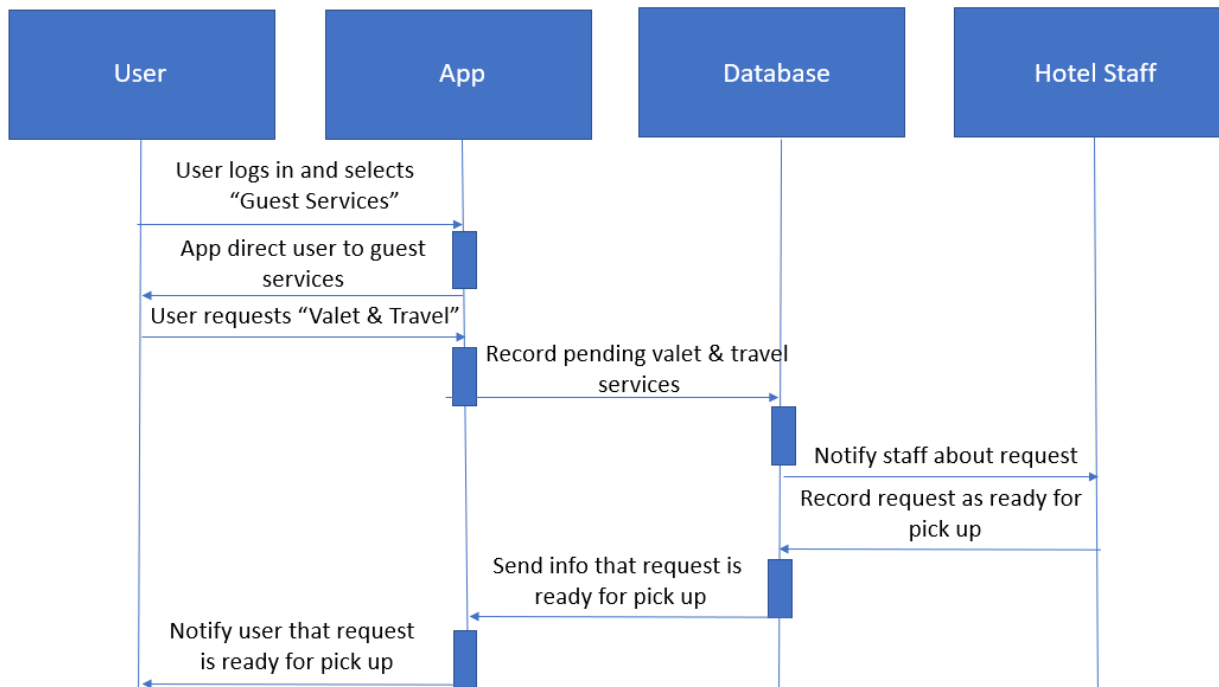 User
App
Database
Hotel Staff
User logs in and selects
“Guest Services”
App direct user to guest
services
User requests “Valet & Travel”
Record pending valet & travel
services
Notify staff about request
Record request as ready for
pick up
Send info that request is
ready for pick up
Notify user that request
is ready for pick up